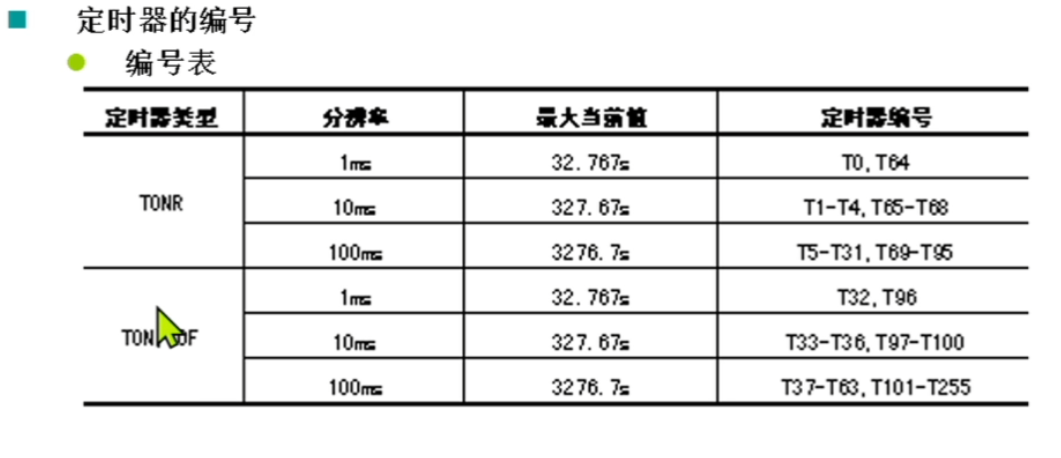 定时器的编号
编号表
定时器类型 分辨率 最大当前值 定时器编号
TONR 1ms 32.767s T0, T64
10ms 327.67s T1-T4, T65-T68
100ms 3276.7s T5-T31, T69-T95
1ms 32.767s T32, T96
TON OF 10ms 327.67s T33-T36, T97-T100
100ms 3276.7s T37-T63, T101-T255